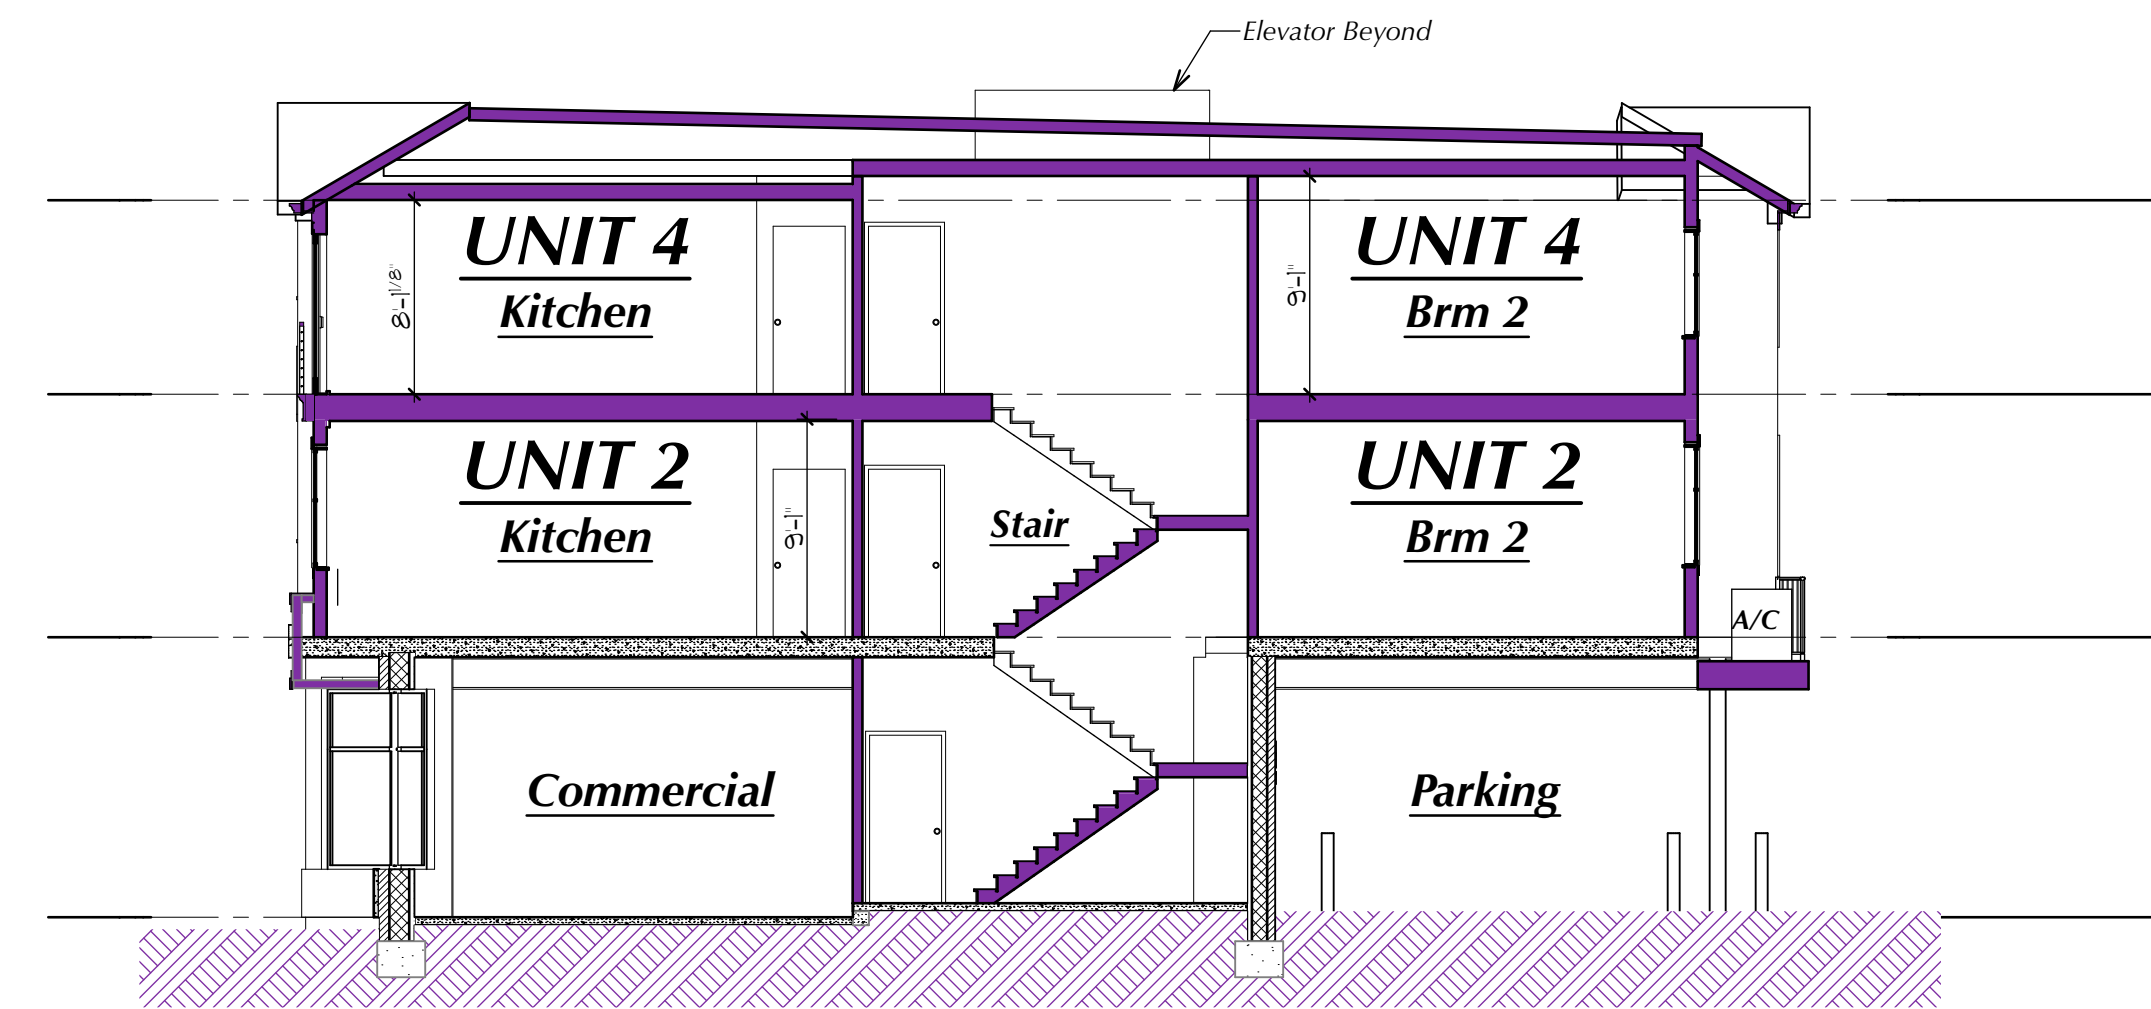 Elevator Beyond
UNIT 4
Kitchen
8'-1 1/8"
9'-1"
UNIT 4
Brm 2
UNIT 2
Kitchen
9'-1"
Stair
UNIT 2
Brm 2
A/C
Commercial
Parking